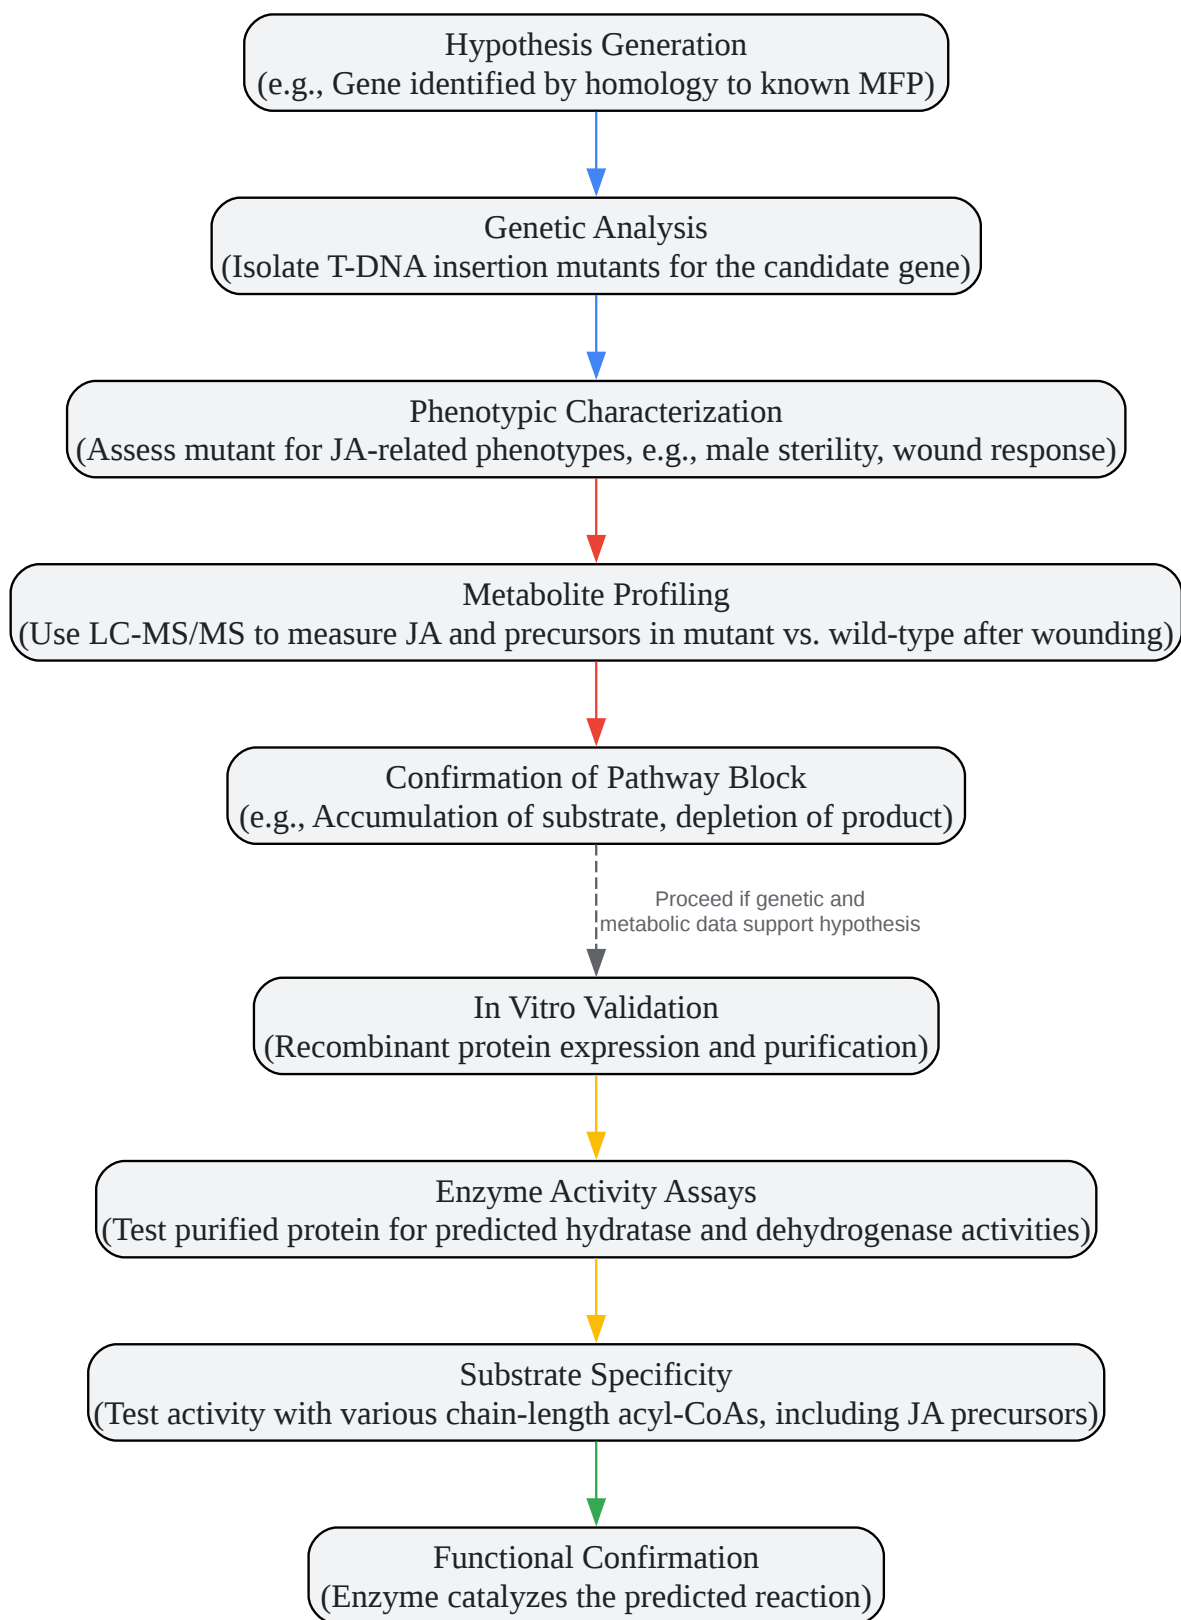 Hypothesis Generation
(e.g., Gene identified by homology to known MFP)
Genetic Analysis
(Isolate T-DNA insertion mutants for the candidate gene)
Phenotypic Characterization
(Assess mutant for JA-related phenotypes, e.g., male sterility, wound response)
Metabolite Profiling
(Use LC-MS/MS to measure JA and precursors in mutant vs. wild-type after wounding)
Confirmation of Pathway Block
(e.g., Accumulation of substrate, depletion of product)
Proceed if genetic and
metabolic data support hypothesis
In Vitro Validation
(Recombinant protein expression and purification)
Enzyme Activity Assays
(Test purified protein for predicted hydratase and dehydrogenase activities)
Substrate Specificity
(Test activity with various chain-length acyl-CoAs, including JA precursors)
Functional Confirmation
(Enzyme catalyzes the predicted reaction)